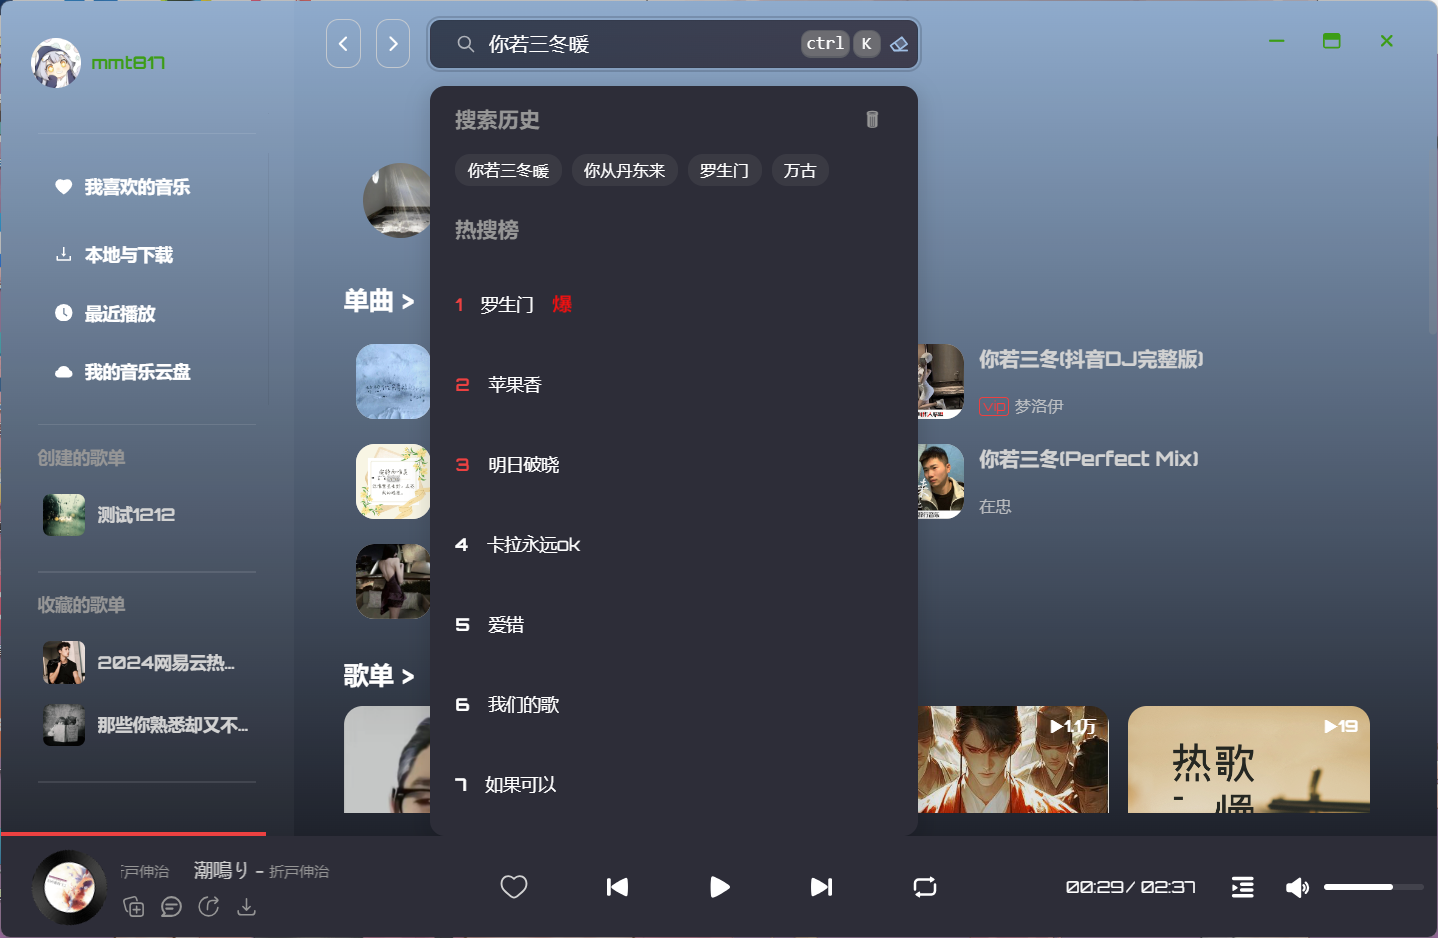 你若三冬暖
ctrl K
mmt817
搜索历史
你若三冬暖 你从丹东来 罗生门 万古
热搜榜
1 罗生门 爆
2 苹果香
3 明日破晓
4 卡拉永远ok
5 爱错
6 我们的歌
7 如果可以
我喜欢的音乐
本地与下载
最近播放
我的音乐云盘
创建的歌单
测试1212
收藏的歌单
2024网易云热...
那些你熟悉却又不...
单曲 >
你若三冬(抖音DJ完整版)
vip 梦洛伊
你若三冬(Perfect Mix)
在忠
歌单 >
1.1万
19
热歌
慢
折戸伸治 潮鳴り - 折戸伸治
00:29 / 02:37